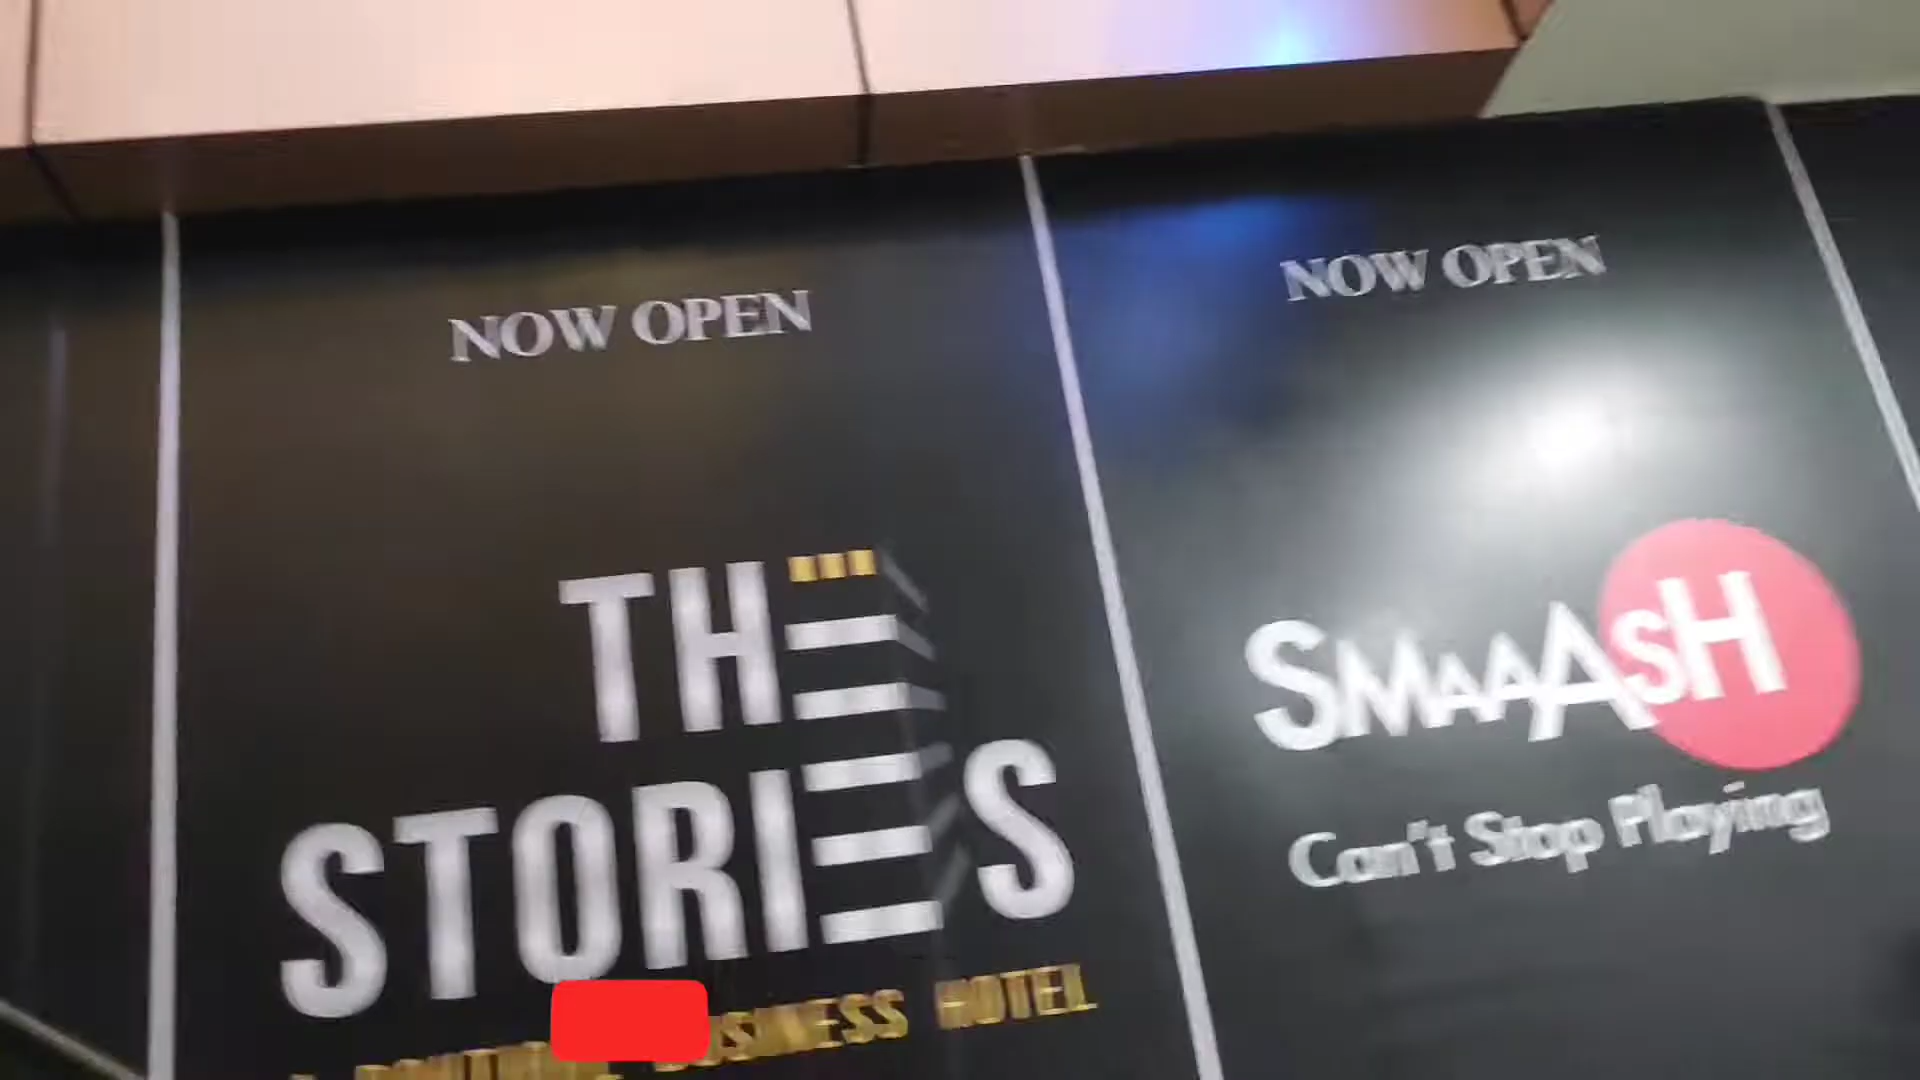 NOW OPEN
THE
STORIES
BUSINESS HOTEL
NOW OPEN
SMAAASH
Can't Stop Playing